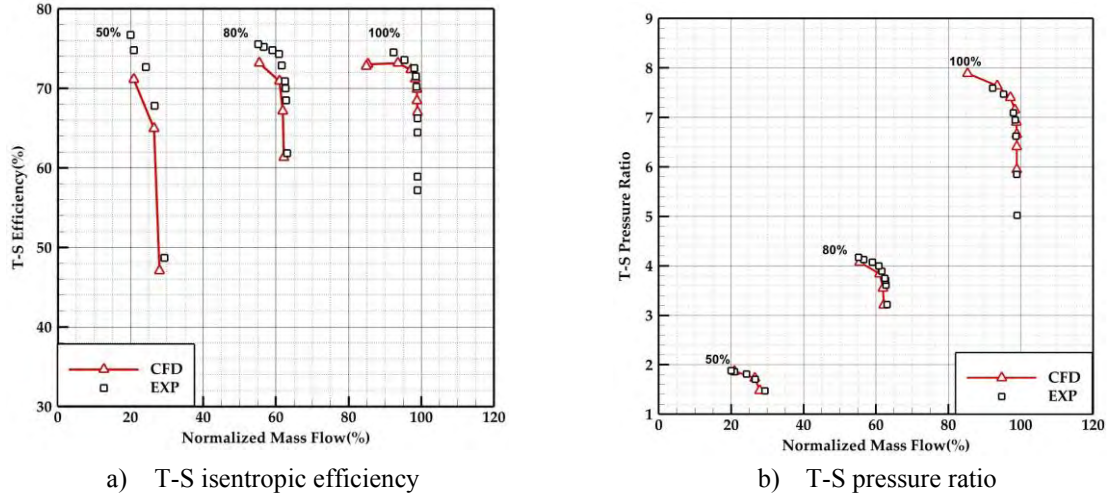 80
70
60
50
40
30
0 20 40 60 80 100 120
T-S Efficiency(%)
Normalized Mass Flow(%)
50%
80%
100%
CFD
EXP
a) T-S isentropic efficiency
9
8
7
6
5
4
3
2
1
0 20 40 60 80 100 120
T-S Pressure Ratio
Normalized Mass Flow(%)
100%
80%
50%
CFD
EXP
b) T-S pressure ratio